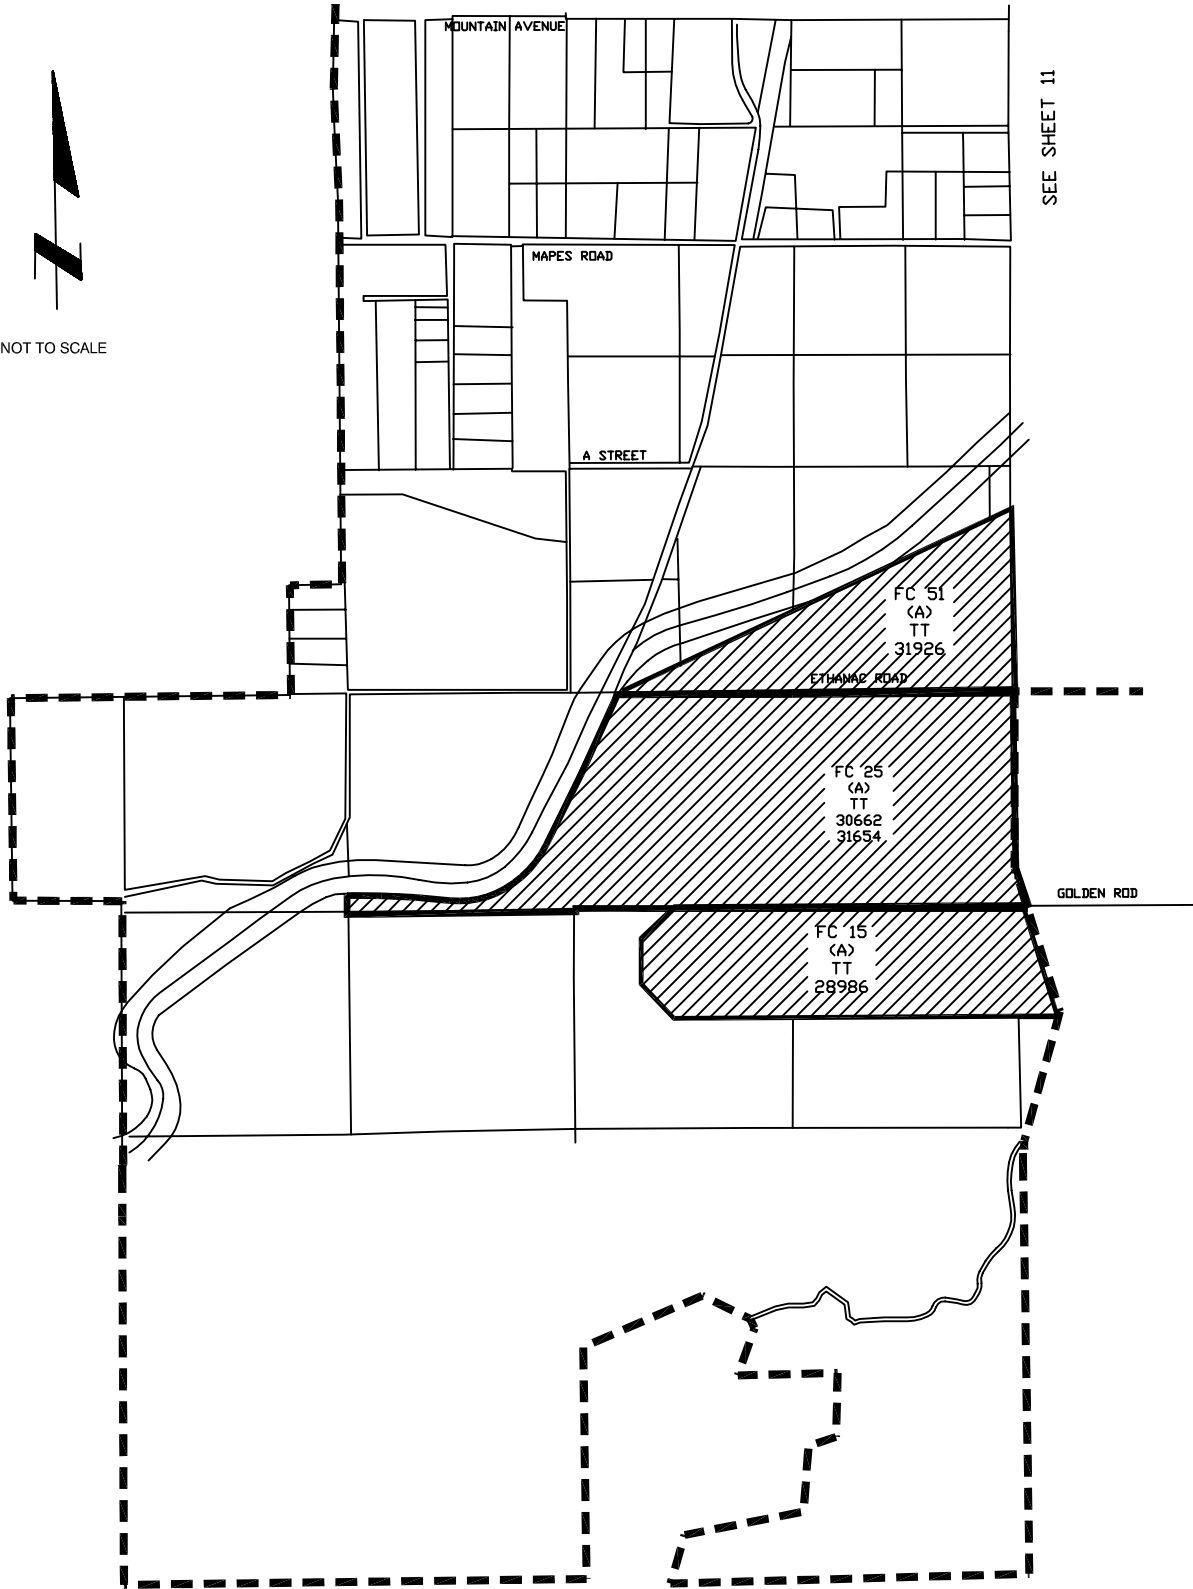 MOUNTAIN AVENUE
SEE SHEET 11
MAPES ROAD
NOT TO SCALE
A STREET
FC 51
(A)
TT
31926
ETHANAC ROAD
FC 25
(A)
TT
30662
31654
GOLDEN ROD
FC 15
(A)
TT
28986